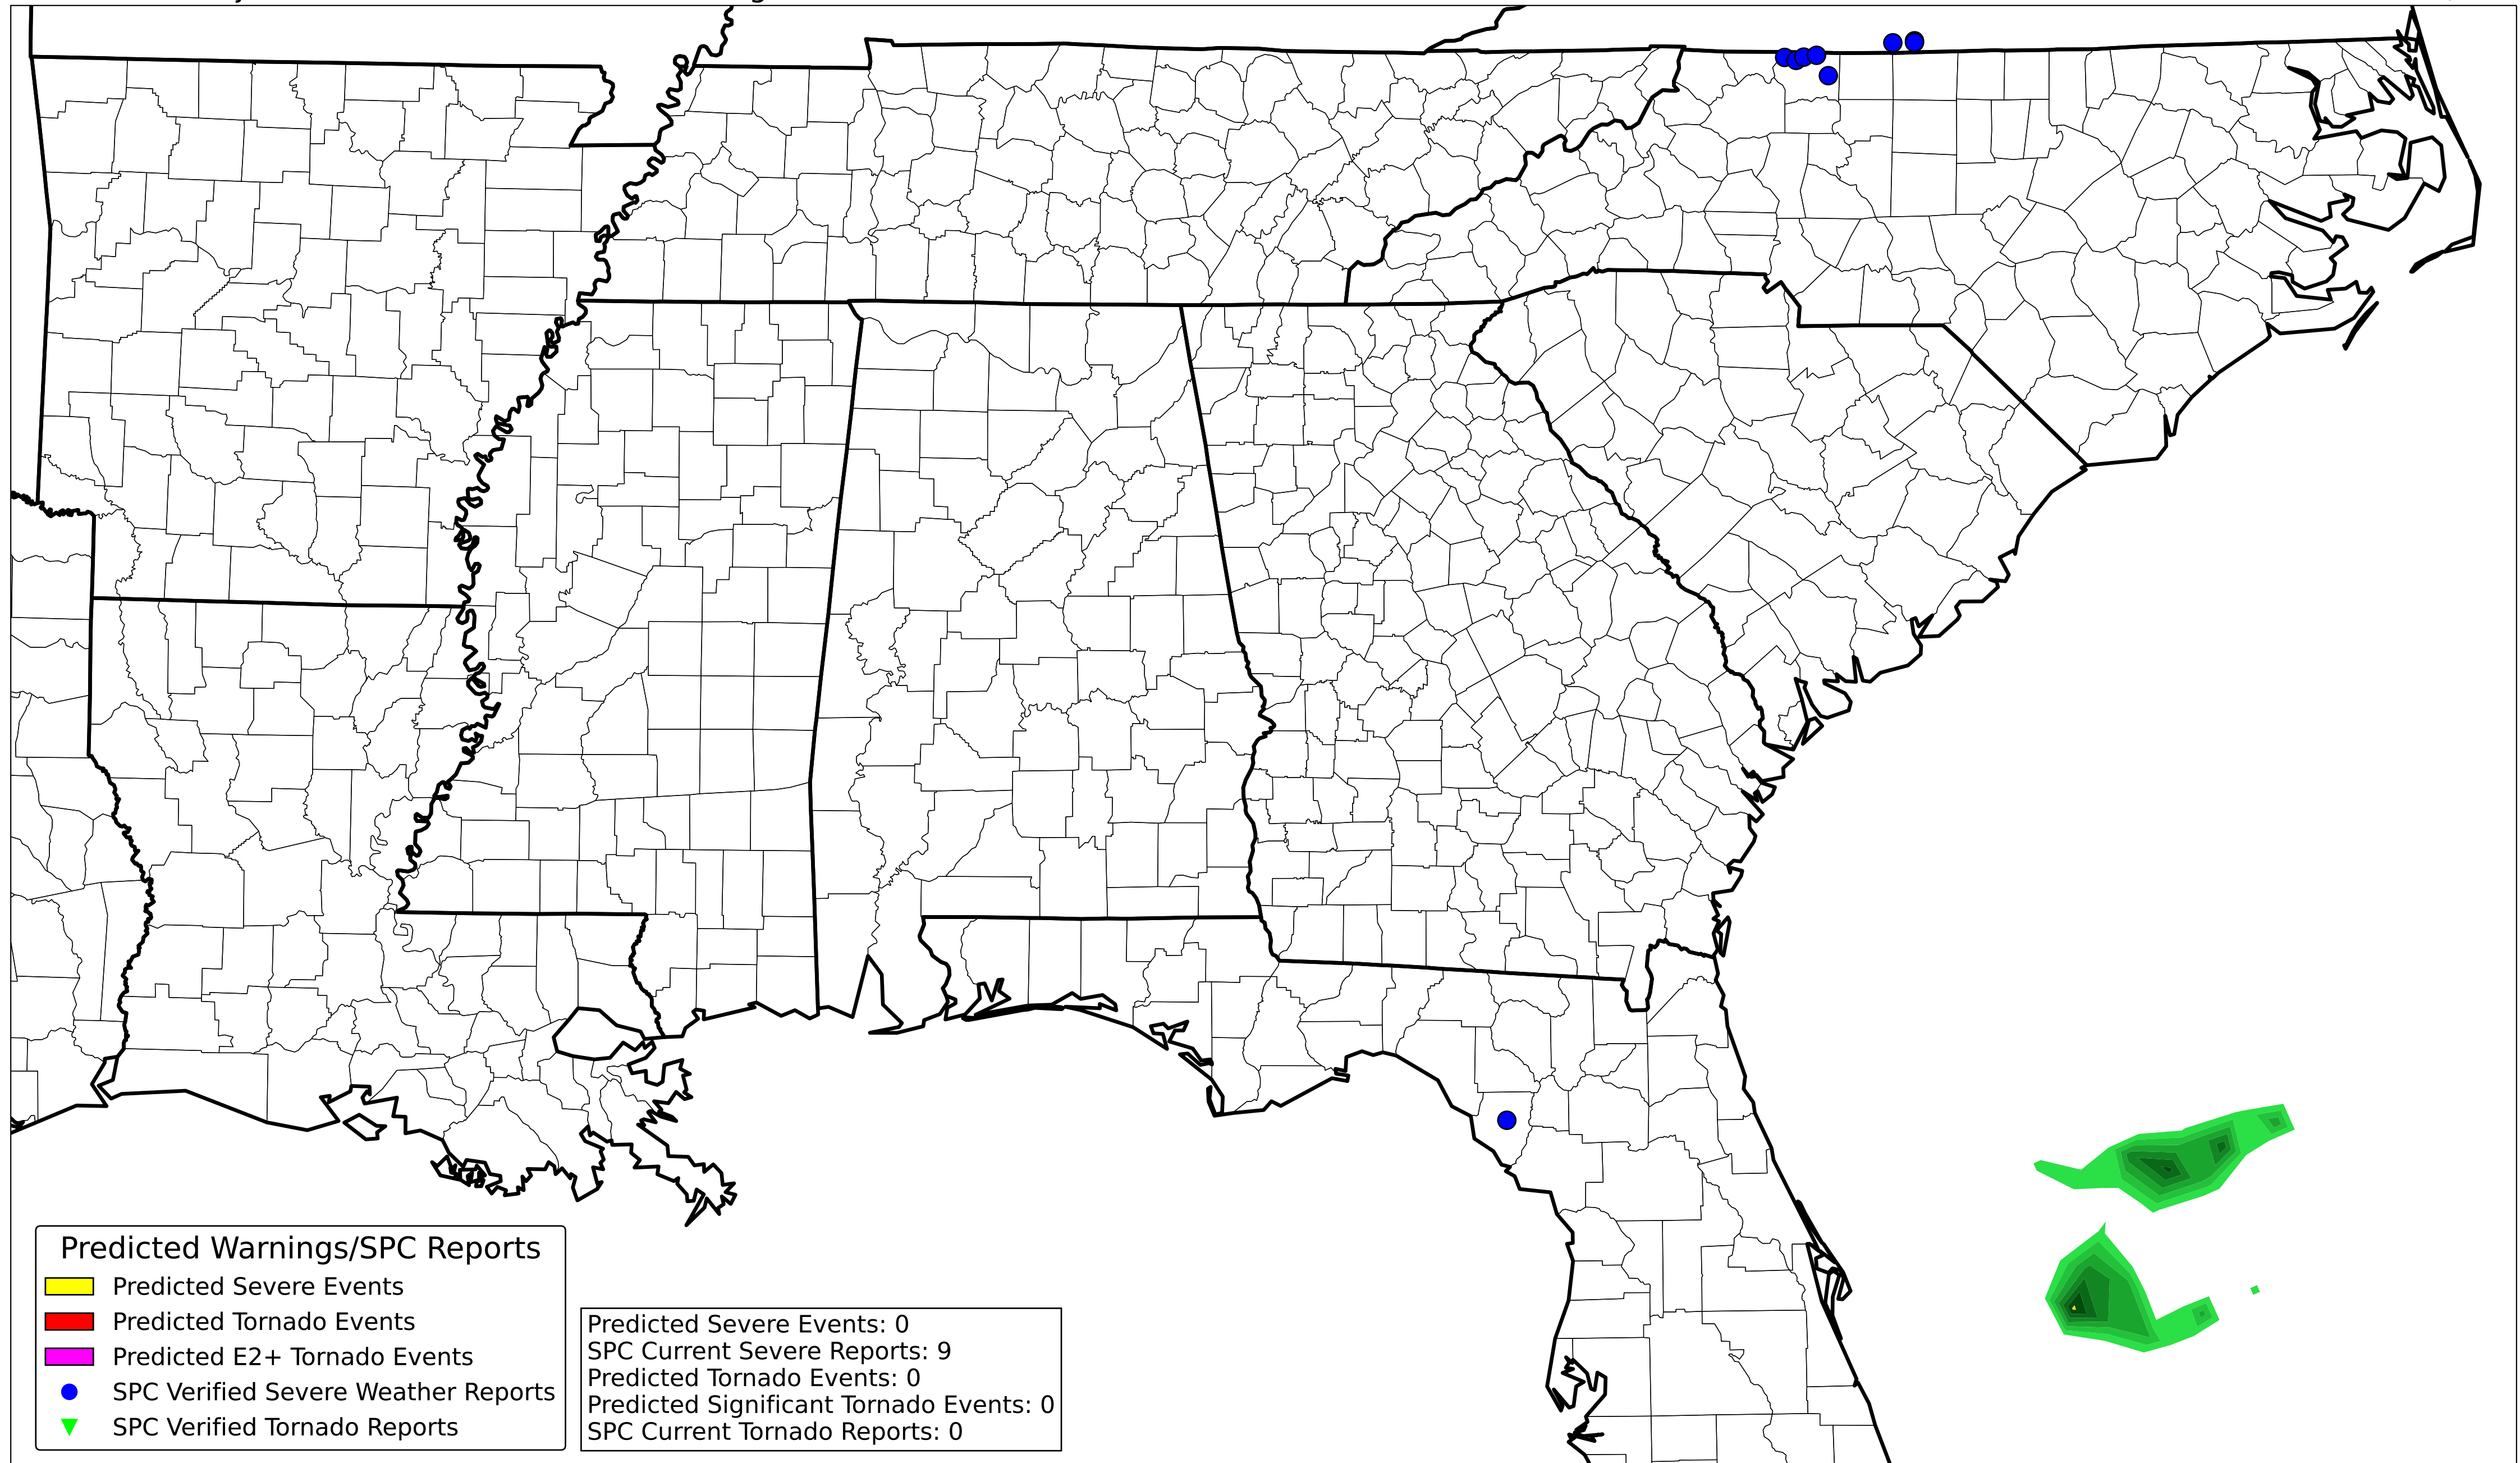 Predicted Warnings/SPC Reports
Predicted Severe Events
Predicted Tornado Events
Predicted E2+ Tornado Events
SPC Verified Severe Weather Reports
SPC Verified Tornado Reports
Predicted Severe Events: 0
SPC Current Severe Reports: 9
Predicted Tornado Events: 0
Predicted Significant Tornado Events: 0
SPC Current Tornado Reports: 0